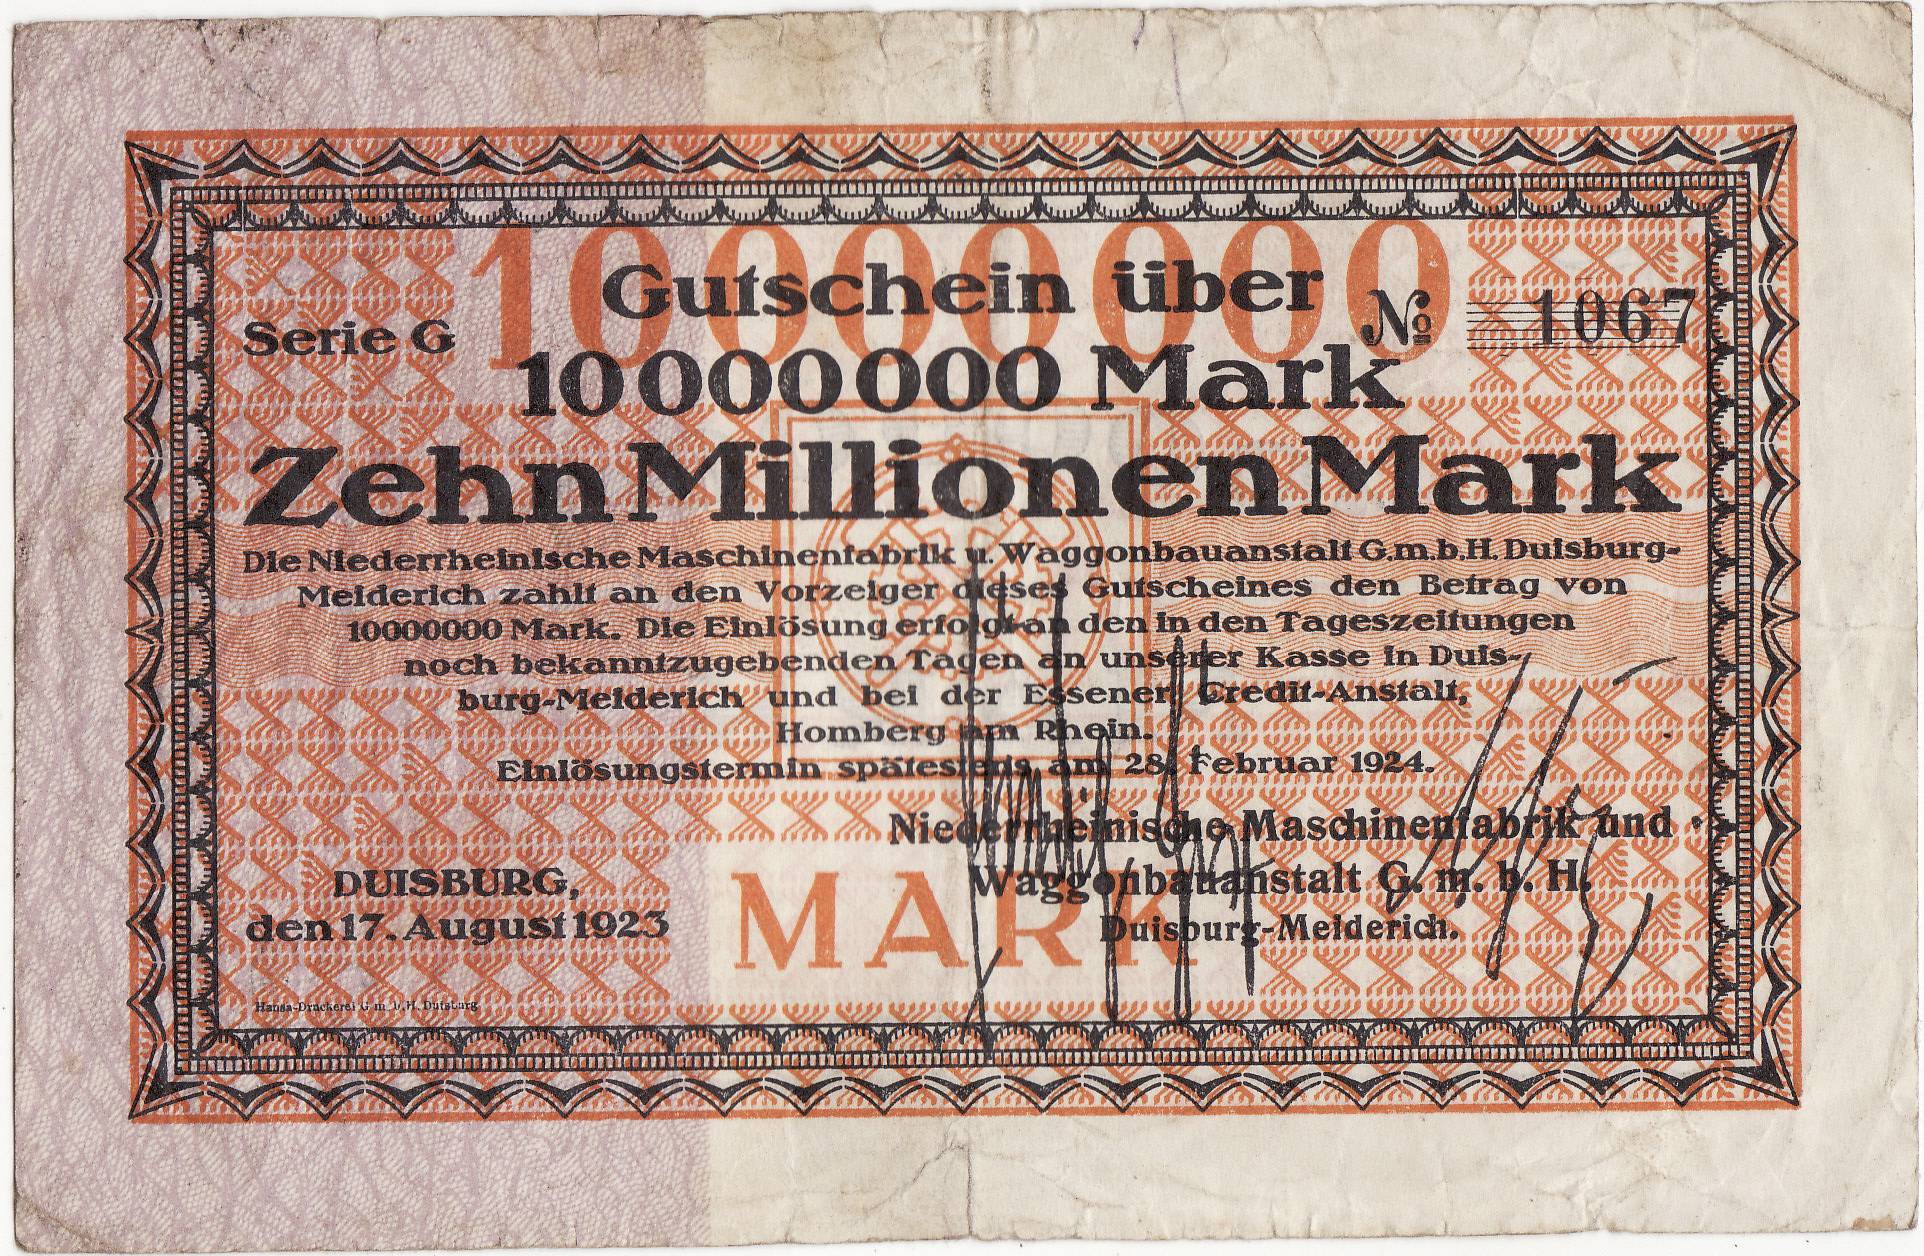 10000000
Gutschein über
Serie G
№ 1067
10000000 Mark
Zehn Millionen Mark
Die Niederrheinische Maschinenfabrik u. Waggonbauanstalt G.m.b.H. Duisburg-
Meiderich zahlt an den Vorzeiger dieses Gutscheines den Betrag von
10000000 Mark. Die Einlösung erfolgt an den in den Tageszeitungen
noch bekanntzugebenden Tagen an unserer Kasse in Duis-
burg-Meiderich und bei der Essener Credit-Anstalt,
Homberg am Rhein.
Einlösungstermin spätestens am 28. Februar 1924.
Niederrheinische Maschinenfabrik und
Waggonbauanstalt G. m. b. H.
Duisburg-Meiderich.
DUISBURG,
den 17. August 1923
MARK
Hansa-Druckerei G. m. b. H. Duisburg